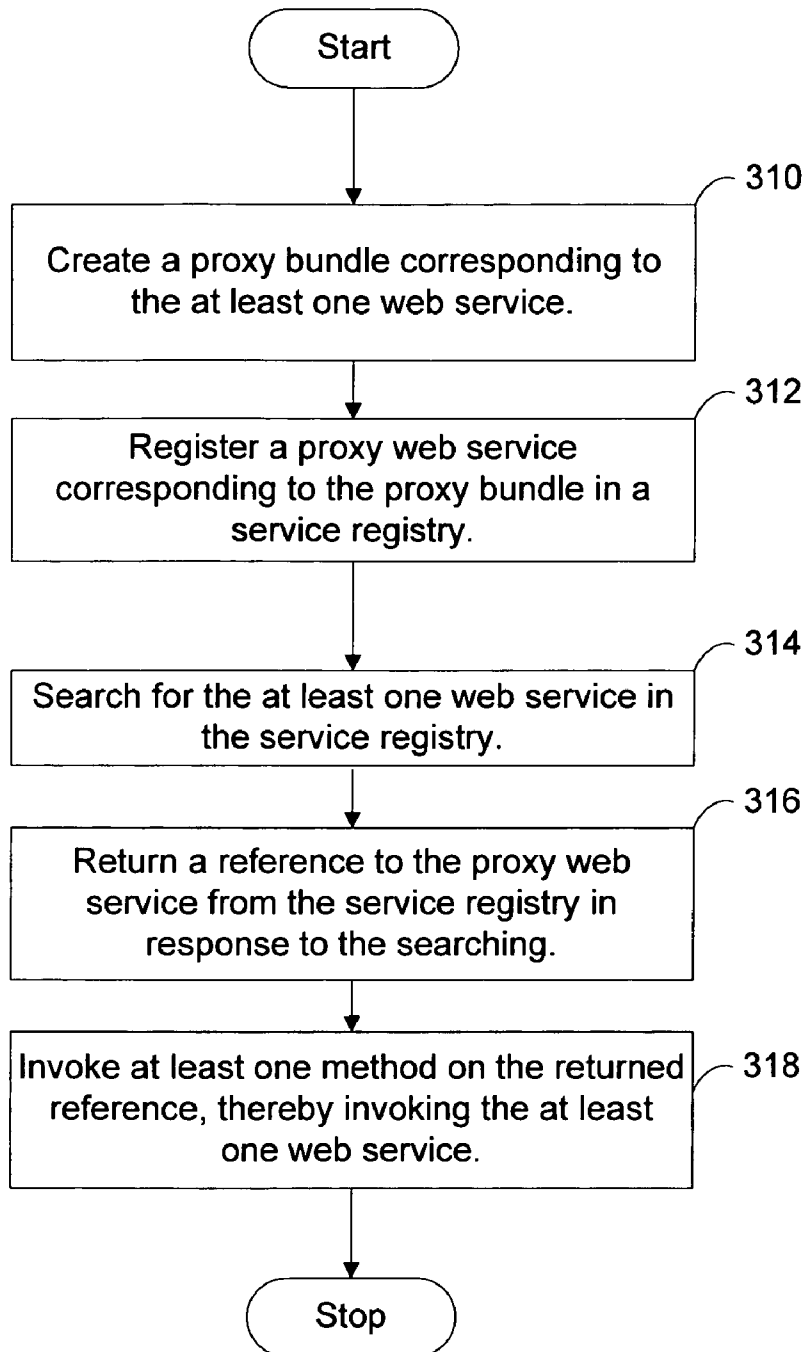 Start
310
Create a proxy bundle corresponding to
the at least one web service.
312
Register a proxy web service
corresponding to the proxy bundle in a
service registry.
314
Search for the at least one web service in
the service registry.
316
Return a reference to the proxy web
service from the service registry in
response to the searching.
318
Invoke at least one method on the returned
reference, thereby invoking the at least
one web service.
Stop